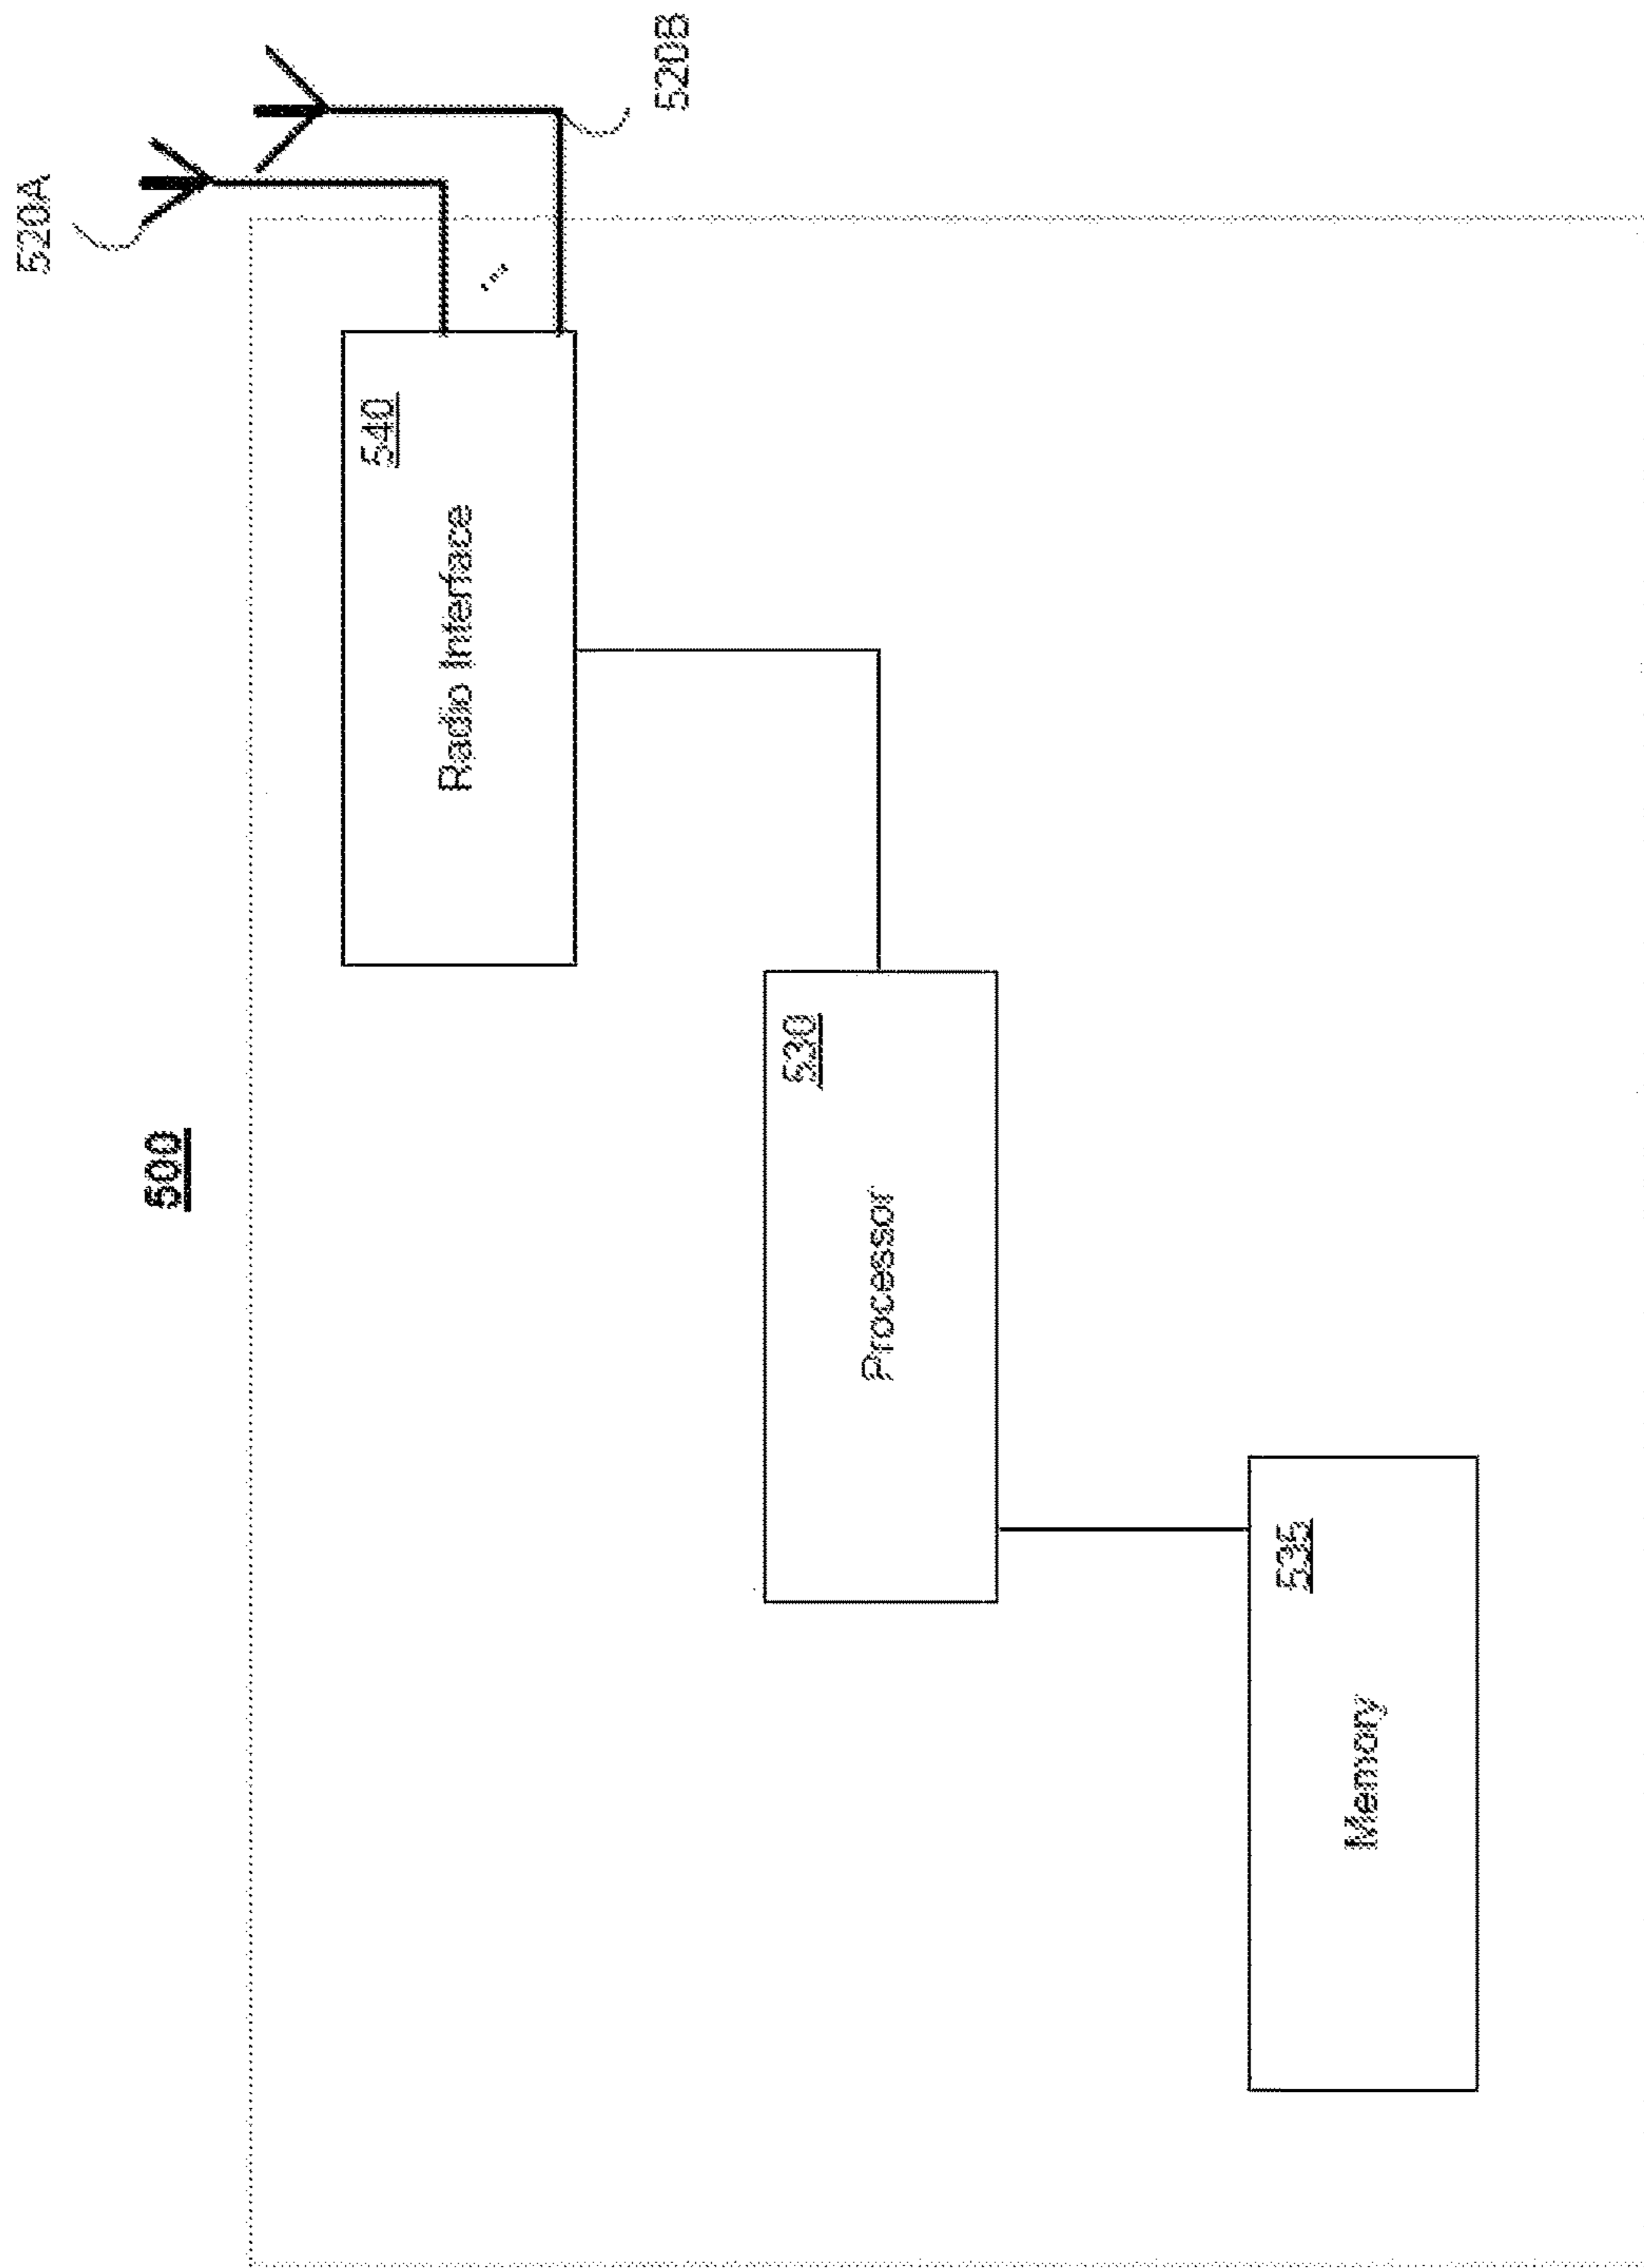 500
520A
520B
540
Radio Interface
530
Processor
535
Memory